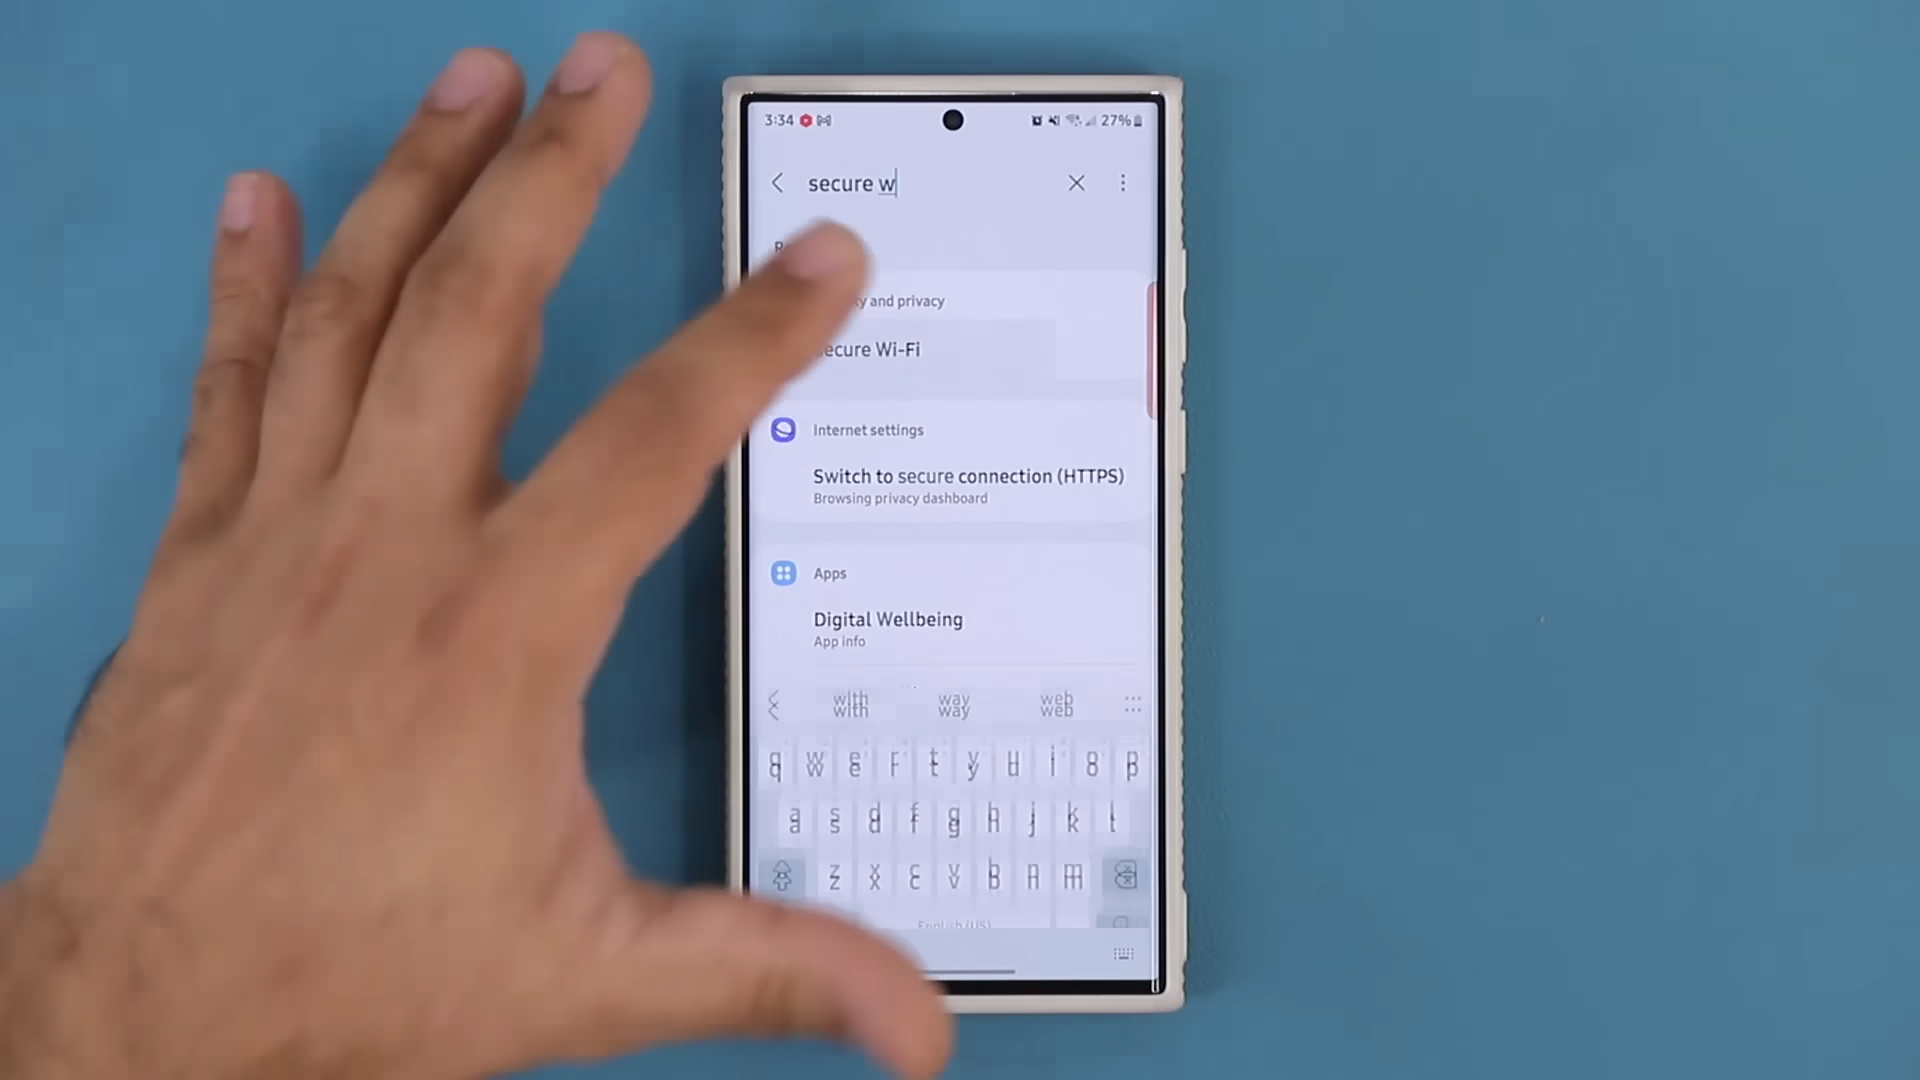 3:34 27%
secure w
and privacy
ecure Wi-Fi
Internet settings
Switch to secure connection (HTTPS)
Browsing privacy dashboard
Apps
Digital Wellbeing
App info
with way web
with way web
q w e r t y u i o p
a s d f g h j k l
z x c v b n m
English (US)